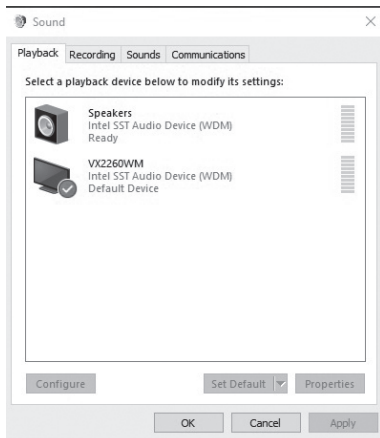 Sound
Playback Recording Sounds Communications
Select a playback device below to modify its settings:
Speakers
Intel SST Audio Device (WDM)
Ready
VX2260WM
Intel SST Audio Device (WDM)
Default Device
Configure Set Default Properties
OK Cancel Apply